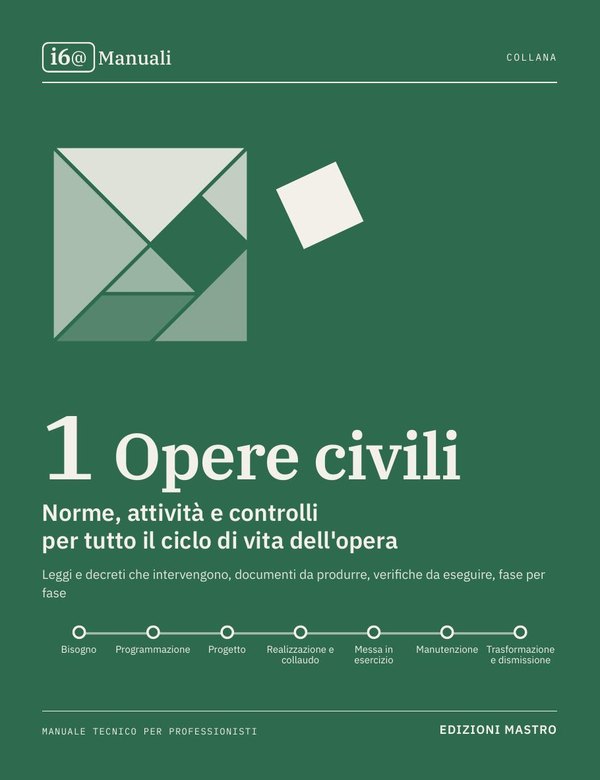 i6@ Manuali
COLLANA
1 Opere civili
Norme, attività e controlli
per tutto il ciclo di vita dell'opera
Leggi e decreti che intervengono, documenti da produrre, verifiche da eseguire, fase per
fase
Bisogno
Programmazione
Progetto
Realizzazione e
collaudo
Messa in
esercizio
Manutenzione
Trasformazione
e dismissione
MANUALE TECNICO PER PROFESSIONISTI
EDIZIONI MASTRO